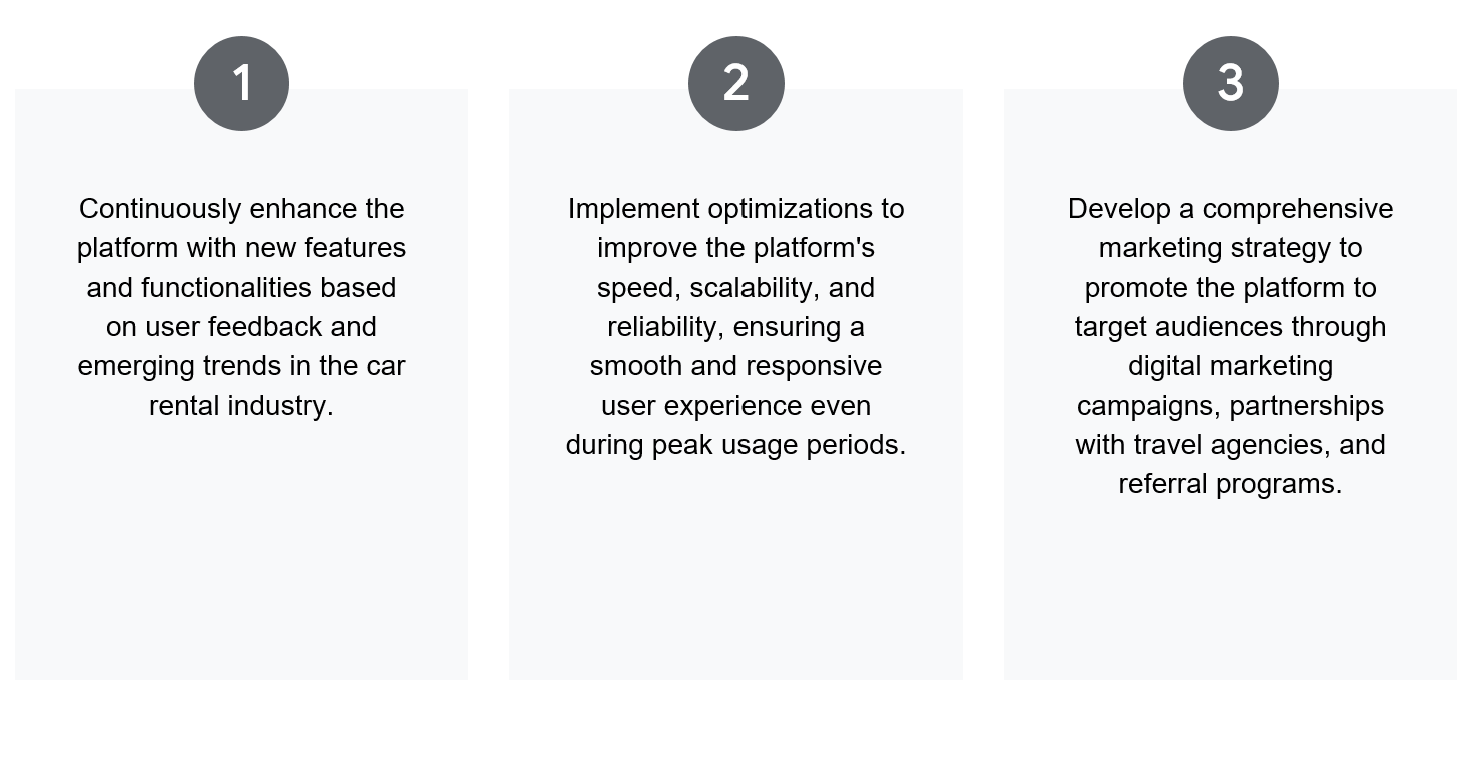 1
Continuously enhance the
platform with new features
and functionalities based
on user feedback and
emerging trends in the car
rental industry.
2
Implement optimizations to
improve the platform's
speed, scalability, and
reliability, ensuring a
smooth and responsive
user experience even
during peak usage periods.
3
Develop a comprehensive
marketing strategy to
promote the platform to
target audiences through
digital marketing
campaigns, partnerships
with travel agencies, and
referral programs.